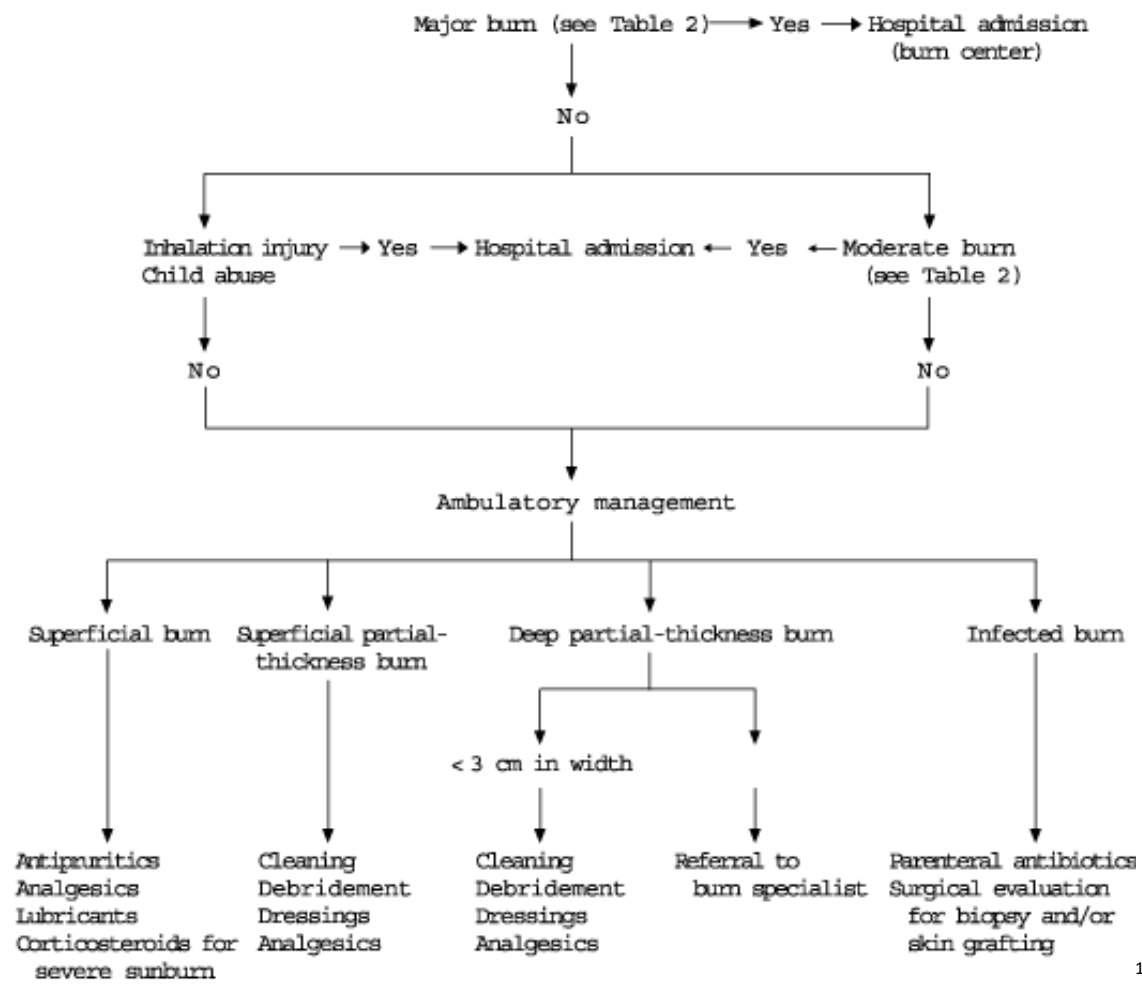 Major burn (see Table 2) Yes Hospital admission
(burn center)
No
Inhalation injury Yes Hospital admission Yes Moderate burn
Child abuse (see Table 2)
No No
Ambulatory management
Superficial burn Superficial partial- Deep partial-thickness burn Infected burn
thickness burn
< 3 cm in width
Antipruritics Cleaning Cleaning Referral to Parenteral antibiotics
Analgesics Debridement Debridement burn specialist Surgical evaluation
Lubricants Dressings Dressings for biopsy and/or
Corticosteroids for Analgesics Analgesics skin grafting
severe sunburn
1